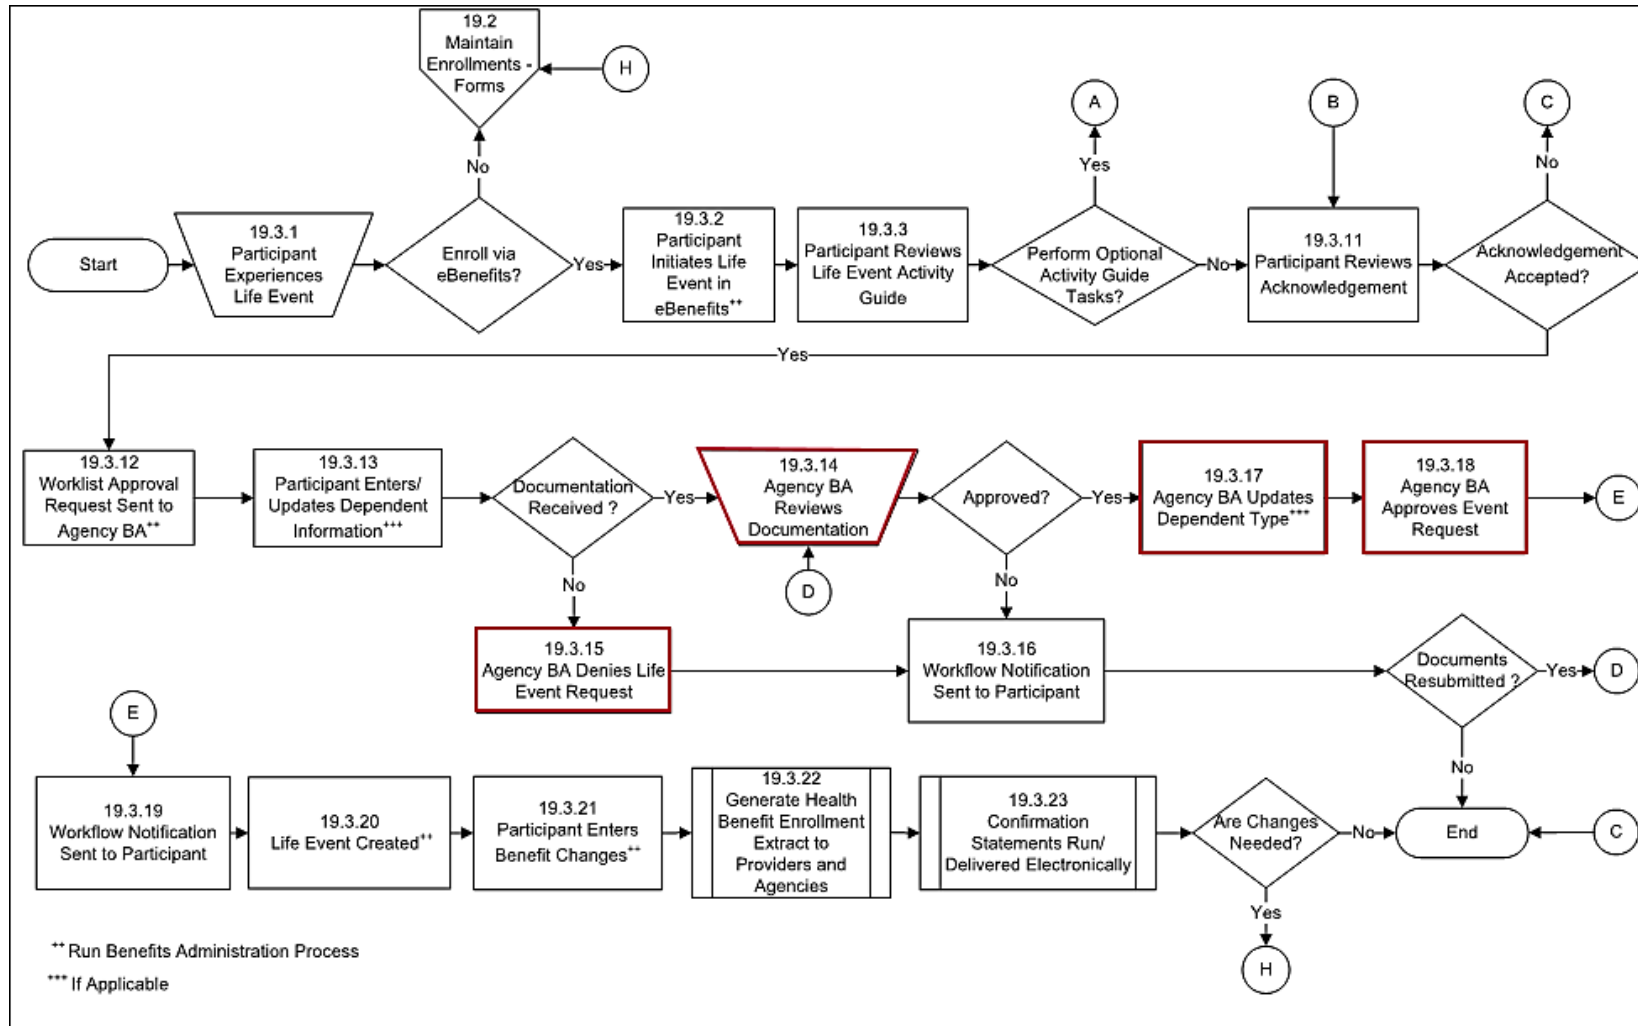 19.2
Maintain
Enrollments -
Forms
H
A
B
C
No
Yes
No
Start
19.3.1
Participant
Experiences
Life Event
Enroll via
eBenefits?
Yes
19.3.2
Participant
Initiates Life
Event in
eBenefits++
19.3.3
Participant Reviews
Life Event Activity
Guide
Perform Optional
Activity Guide
Tasks?
No
19.3.11
Participant Reviews
Acknowledgement
Acknowledgement
Accepted?
Yes
19.3.12
Worklist Approval
Request Sent to
Agency BA++
19.3.13
Participant Enters/
Updates Dependent
Information+++
Documentation
Received ?
Yes
19.3.14
Agency BA
Reviews
Documentation
Approved?
Yes
19.3.17
Agency BA Updates
Dependent Type+++
19.3.18
Agency BA
Approves Event
Request
E
No
D
No
19.3.15
Agency BA Denies Life
Event Request
19.3.16
Workflow Notification
Sent to Participant
Documents
Resubmitted ?
Yes
D
No
E
19.3.19
Workflow Notification
Sent to Participant
19.3.20
Life Event Created++
19.3.21
Participant Enters
Benefit Changes++
19.3.22
Generate Health
Benefit Enrollment
Extract to
Providers and
Agencies
19.3.23
Confirmation
Statements Run/
Delivered Electronically
Are Changes
Needed?
No
End
C
Yes
H
++ Run Benefits Administration Process
+++ If Applicable